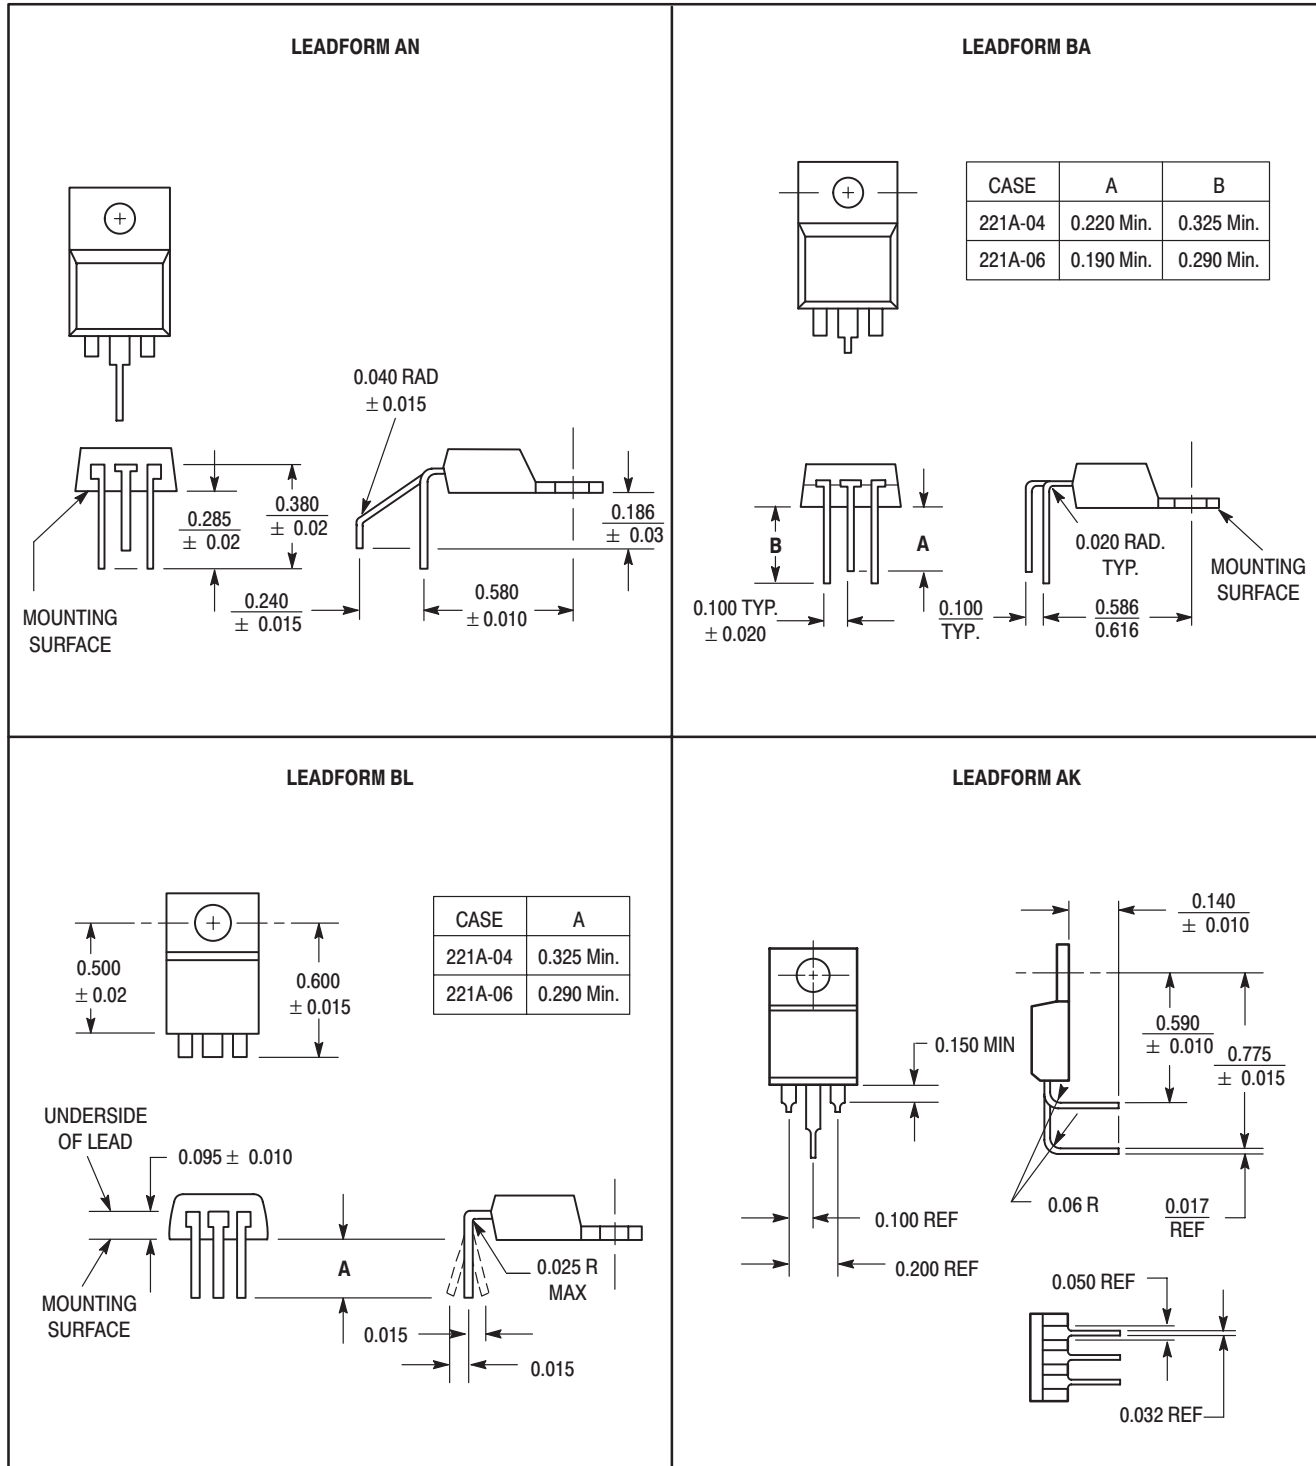 LEADFORM AN
0.040 RAD
± 0.015
0.285
± 0.02
0.380
± 0.02
0.186
± 0.03
0.240
± 0.015
0.580
± 0.010
MOUNTING
SURFACE
LEADFORM BA
CASE A B
221A-04 0.220 Min. 0.325 Min.
221A-06 0.190 Min. 0.290 Min.
B
A
0.020 RAD.
TYP.
MOUNTING
SURFACE
0.100 TYP.
± 0.020
0.100
TYP.
0.586
0.616
LEADFORM BL
CASE A
221A-04 0.325 Min.
221A-06 0.290 Min.
0.500
± 0.02
0.600
± 0.015
UNDERSIDE
OF LEAD
0.095 ± 0.010
MOUNTING
SURFACE
A
0.025 R
MAX
0.015
0.015
LEADFORM AK
0.140
± 0.010
0.590
± 0.010
0.775
± 0.015
0.150 MIN
0.06 R
0.017
REF
0.100 REF
0.200 REF
0.050 REF
0.032 REF